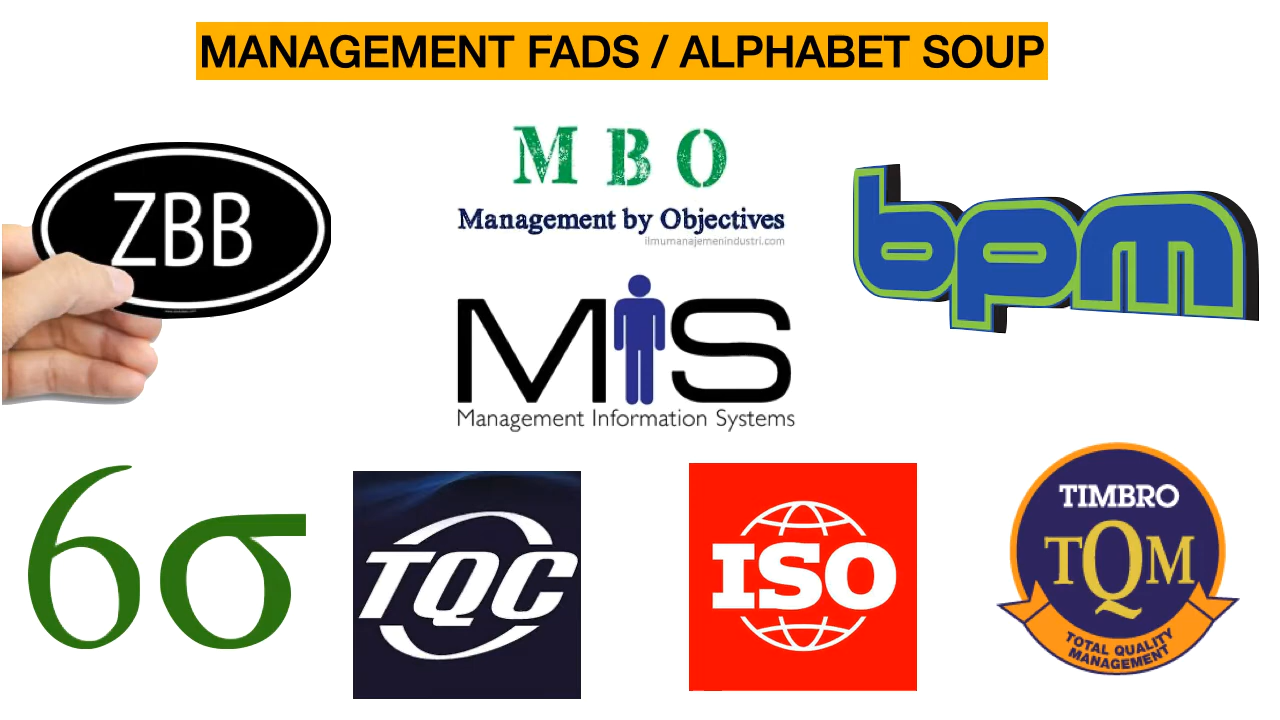 MANAGEMENT FADS / ALPHABET SOUP
ZBB
M B O
Management by Objectives
ilmumanajemenindustri.com
bpm
MiS
Management Information Systems
6σ
TQC
ISO
TIMBRO
TQM
TOTAL QUALITY
MANAGEMENT